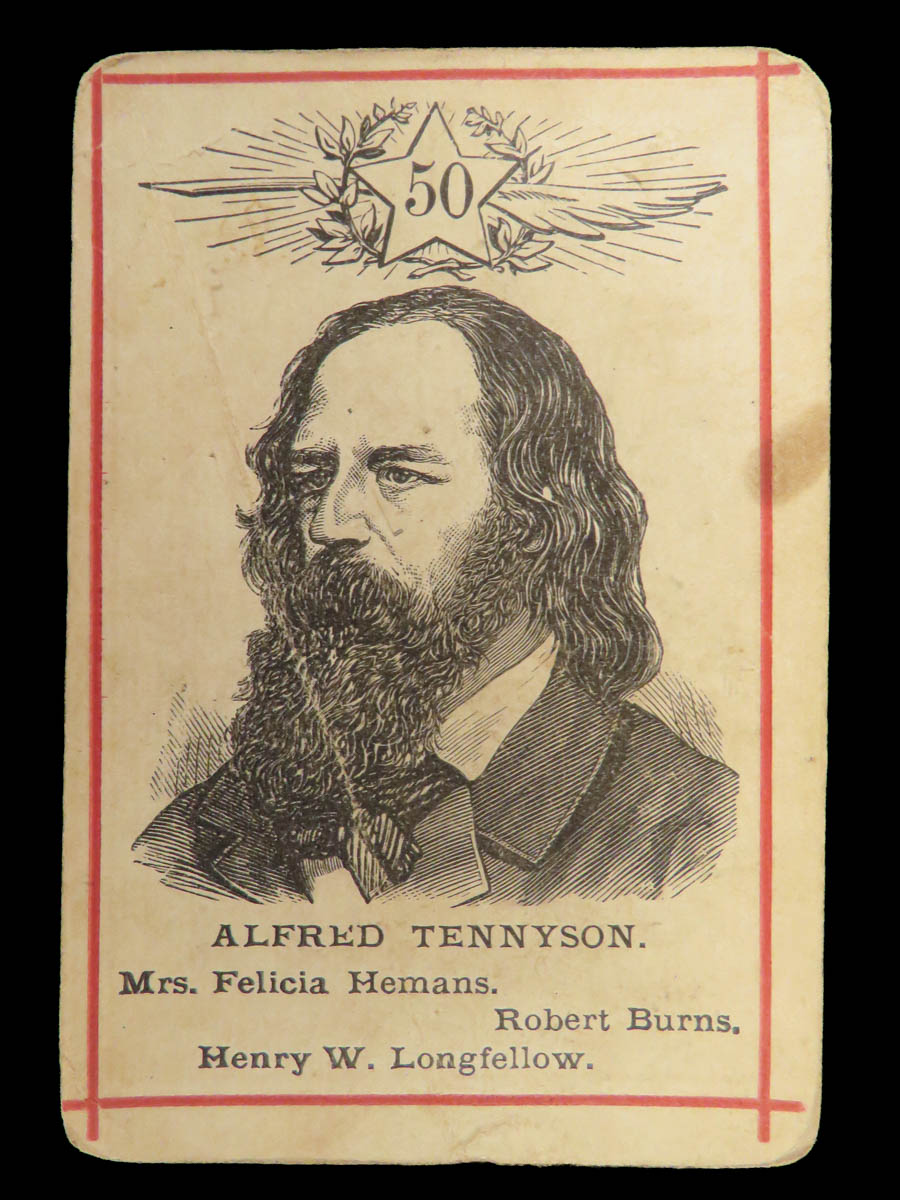 50
ALFRED TENNYSON.
Mrs. Felicia Hemans.
Robert Burns.
Henry W. Longfellow.